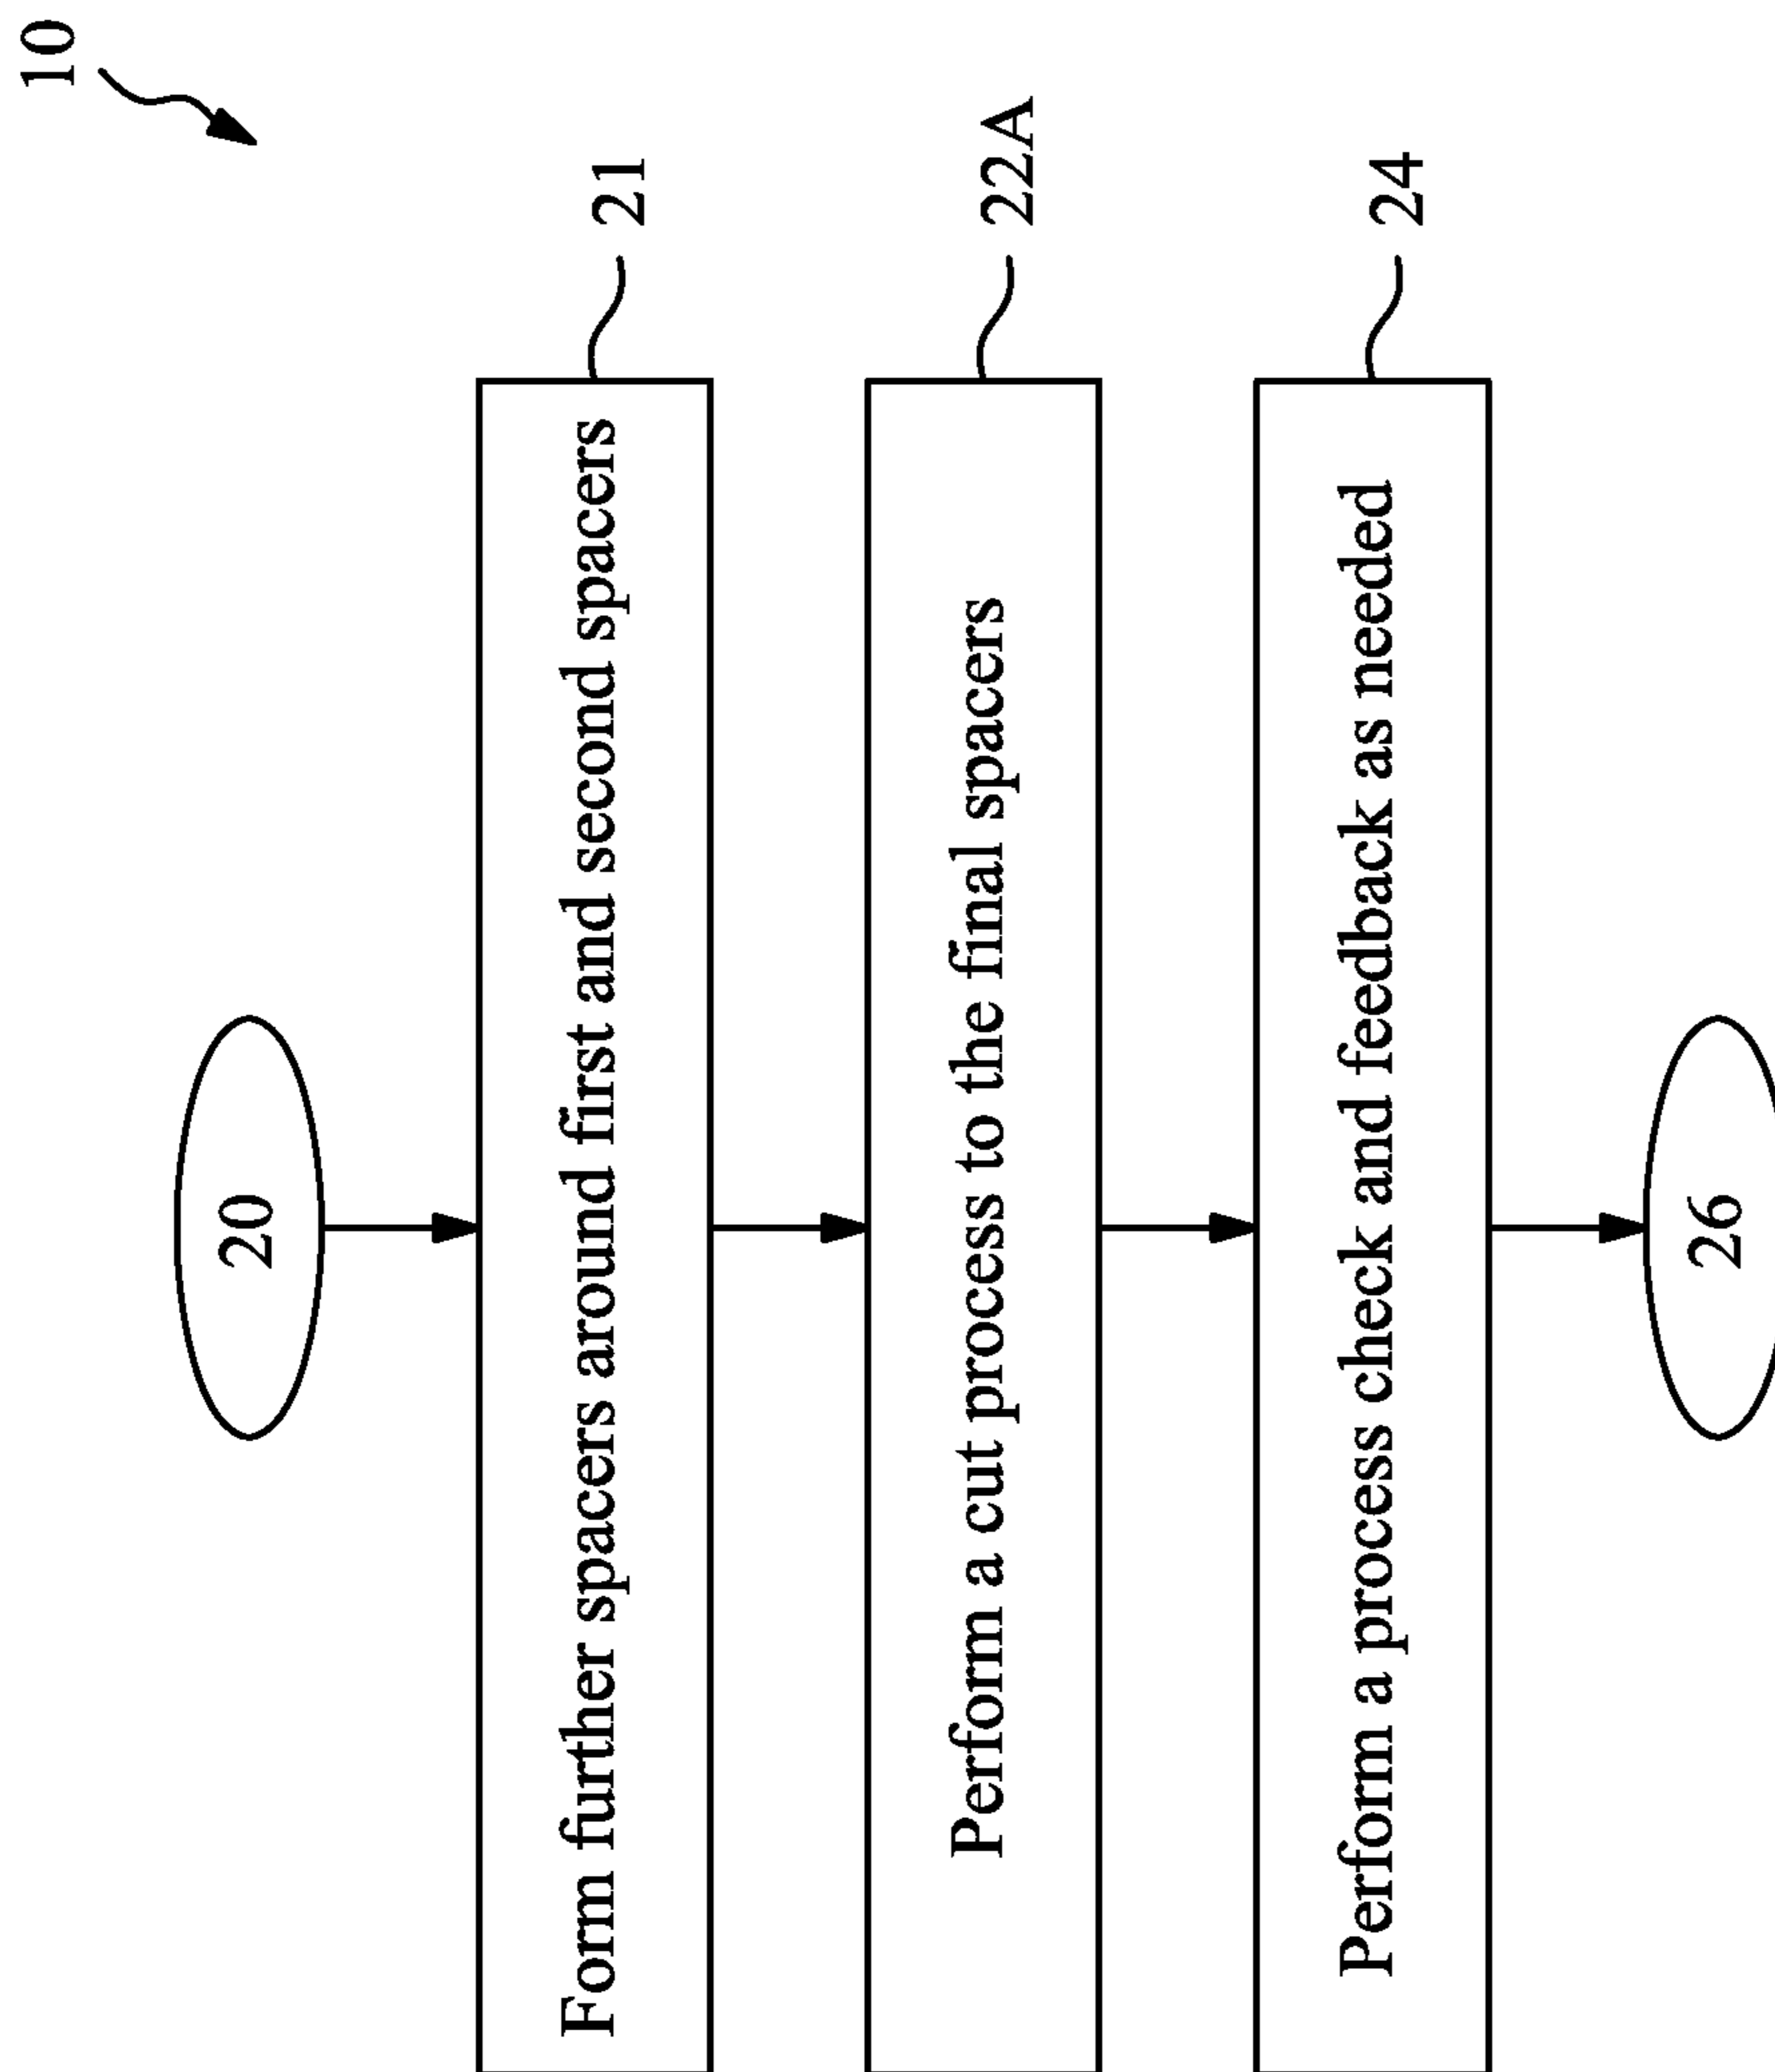 10
20
Form further spacers around first and second spacers
21
Perform a cut process to the final spacers
22A
Perform a process check and feedback as needed
24
26